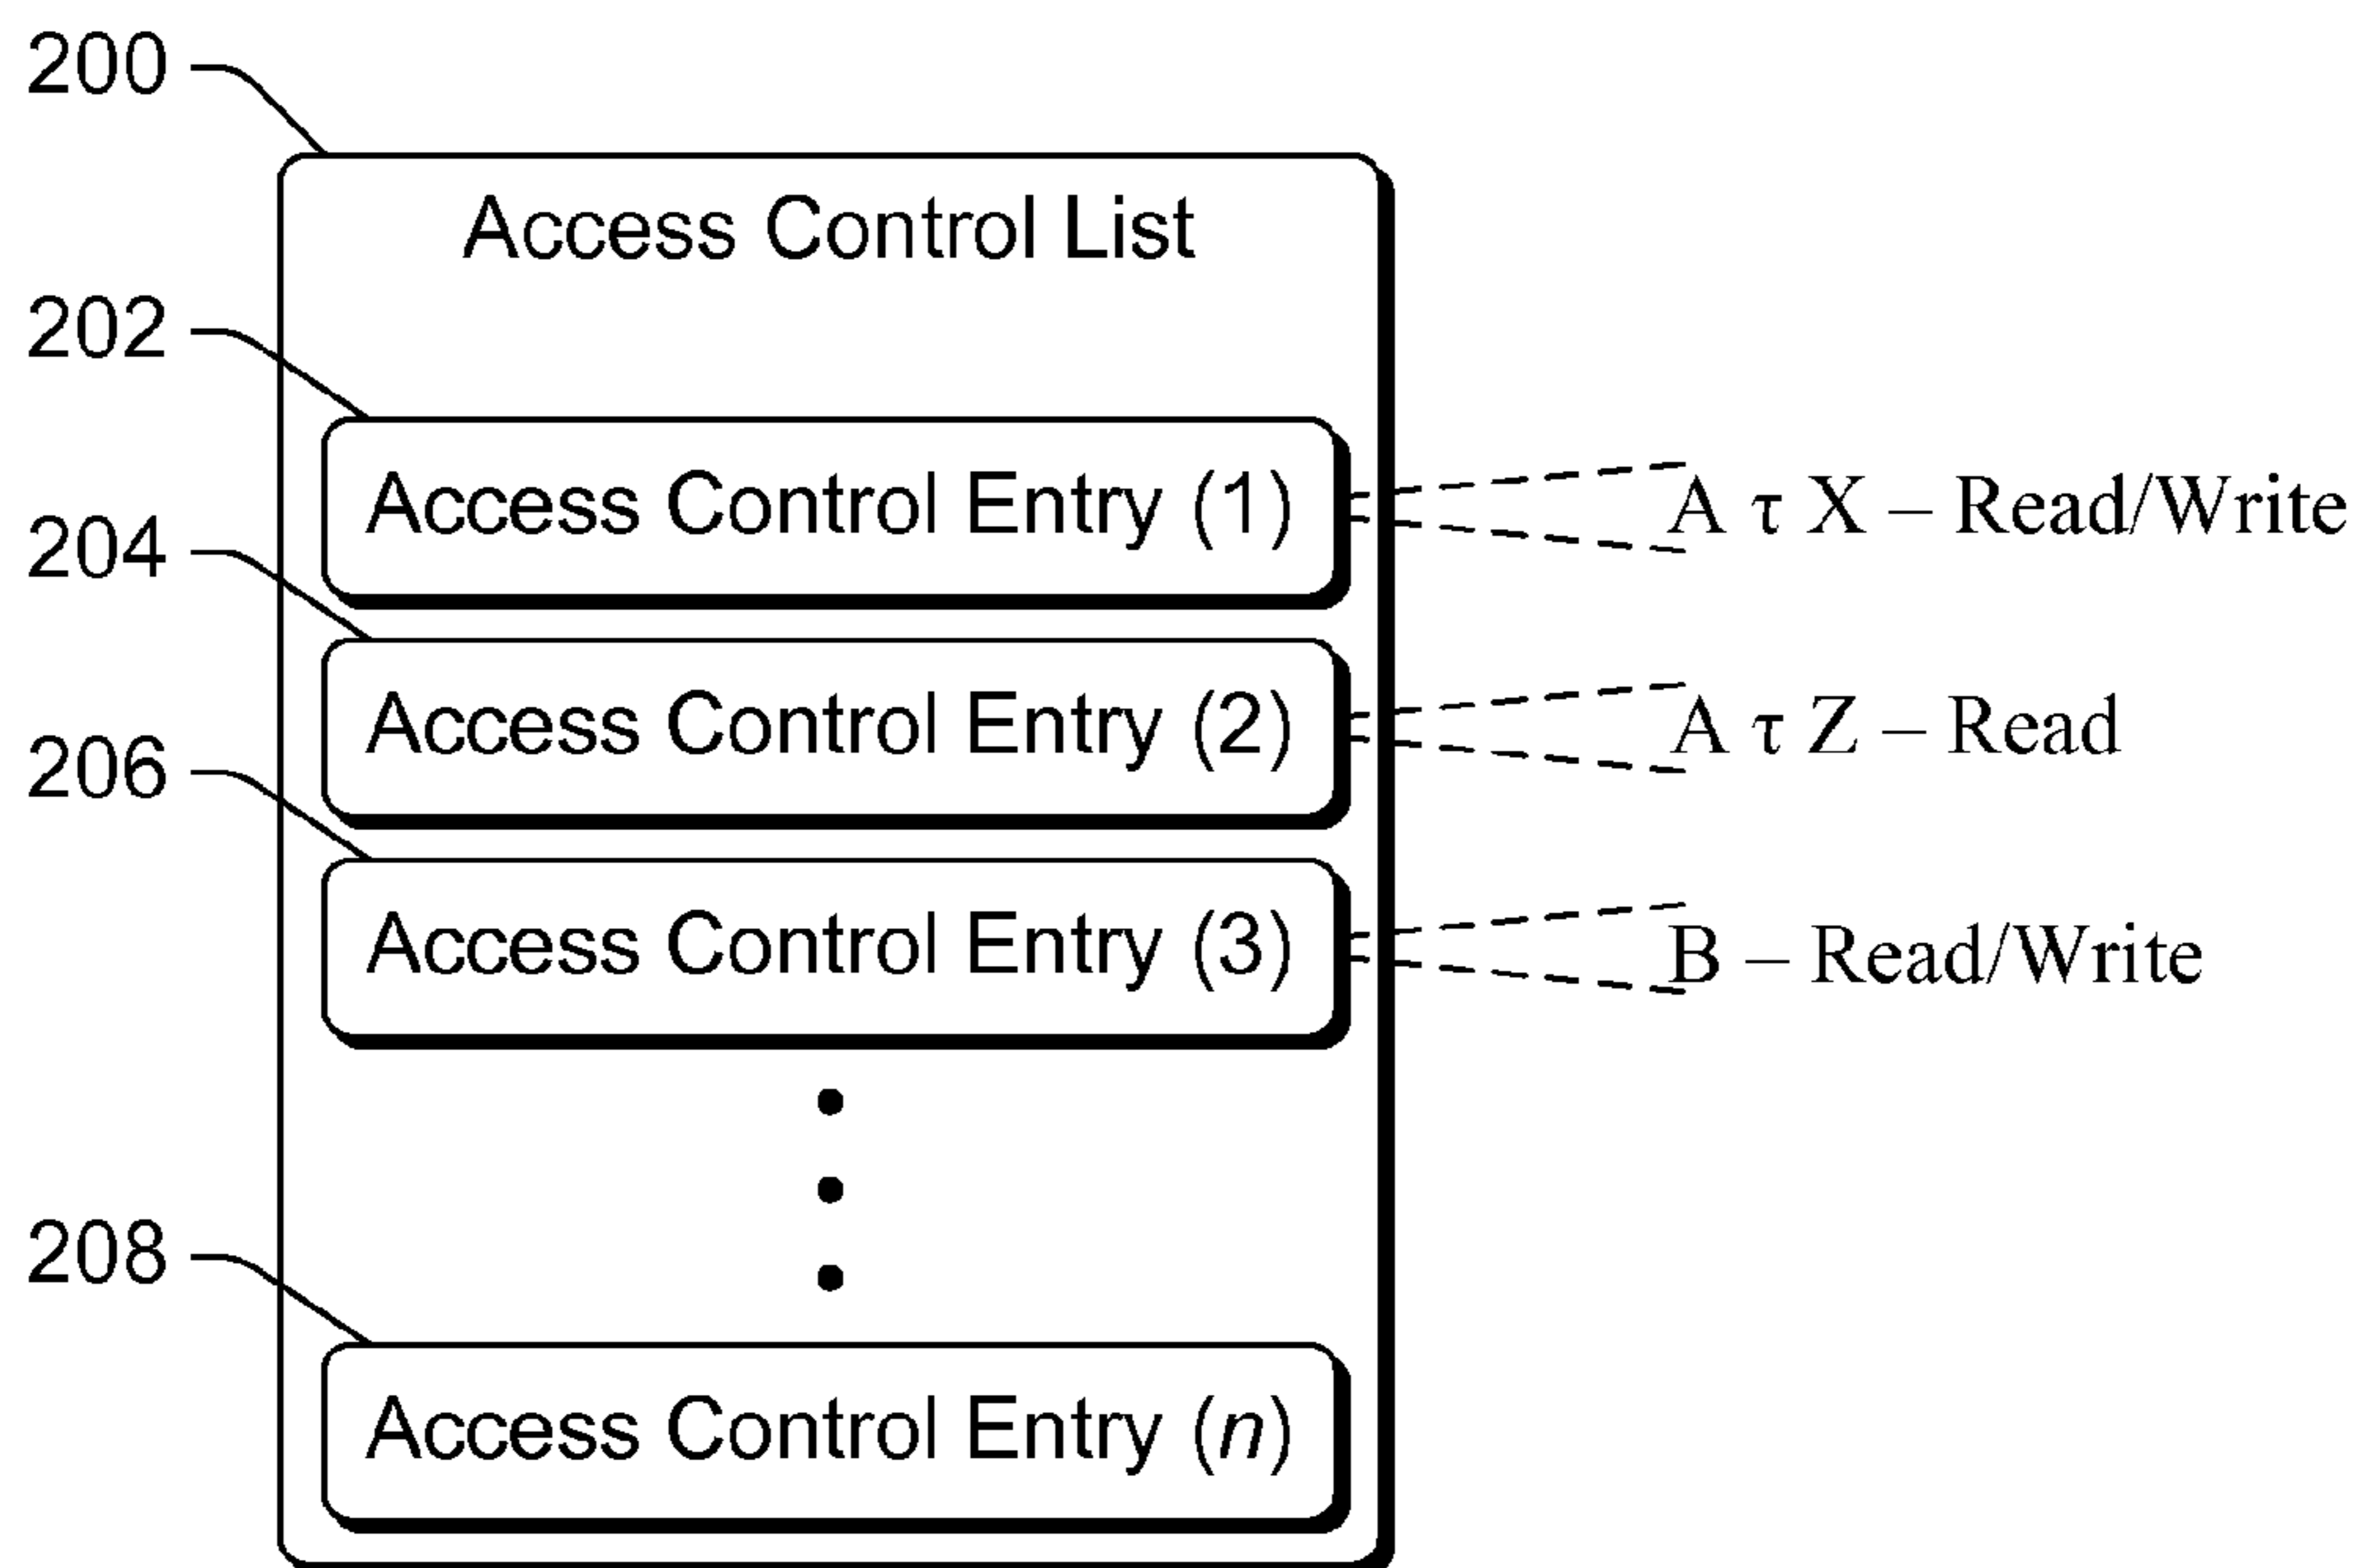 200
Access Control List
202
Access Control Entry (1)
A τ X – Read/Write
204
Access Control Entry (2)
A τ Z – Read
206
Access Control Entry (3)
B – Read/Write
208
Access Control Entry (n)